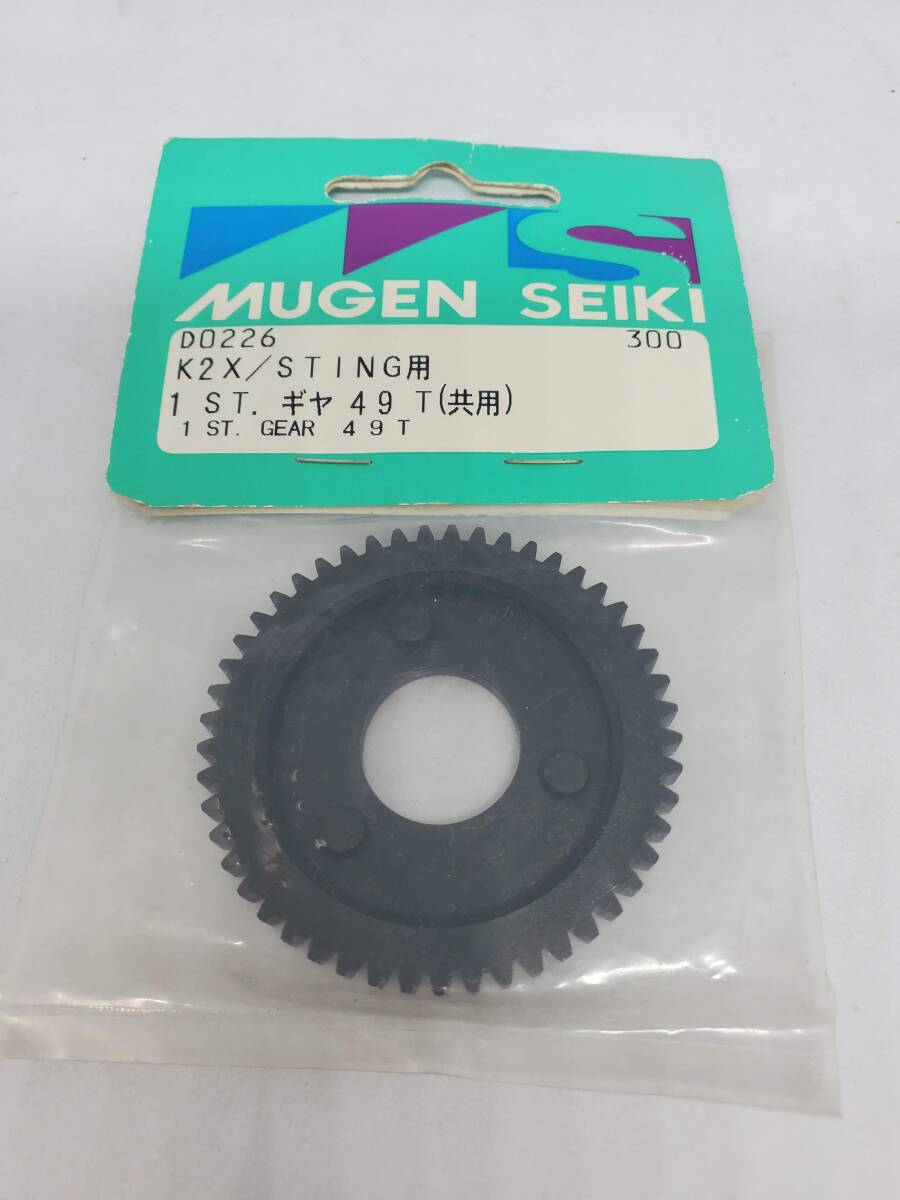 MUGEN SEIKI
D0226 300
K2X/STING用
1 ST. ギヤ 49 T(共用)
1 ST. GEAR 49T